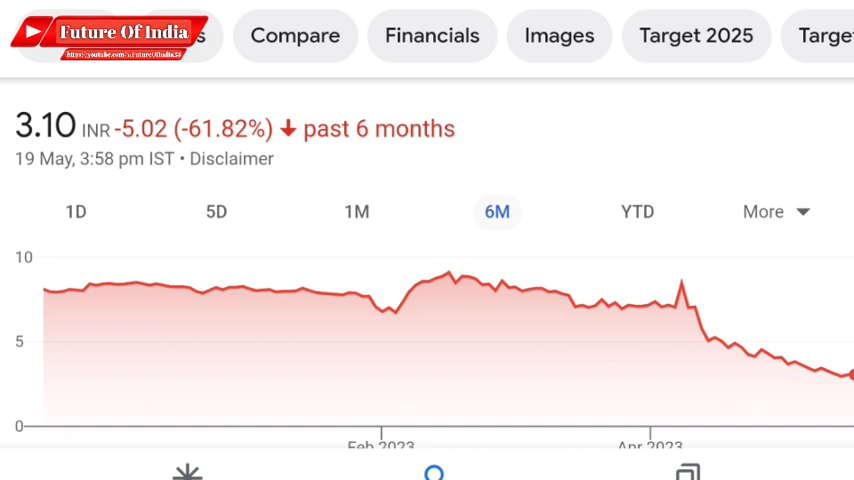 Future Of India
Compare
Financials
Images
Target 2025
3.10 INR -5.02 (-61.82%) past 6 months
19 May, 3:58 pm IST • Disclaimer
1D 5D 1M 6M YTD More
10
5
0
Feb 2023 Apr 2023